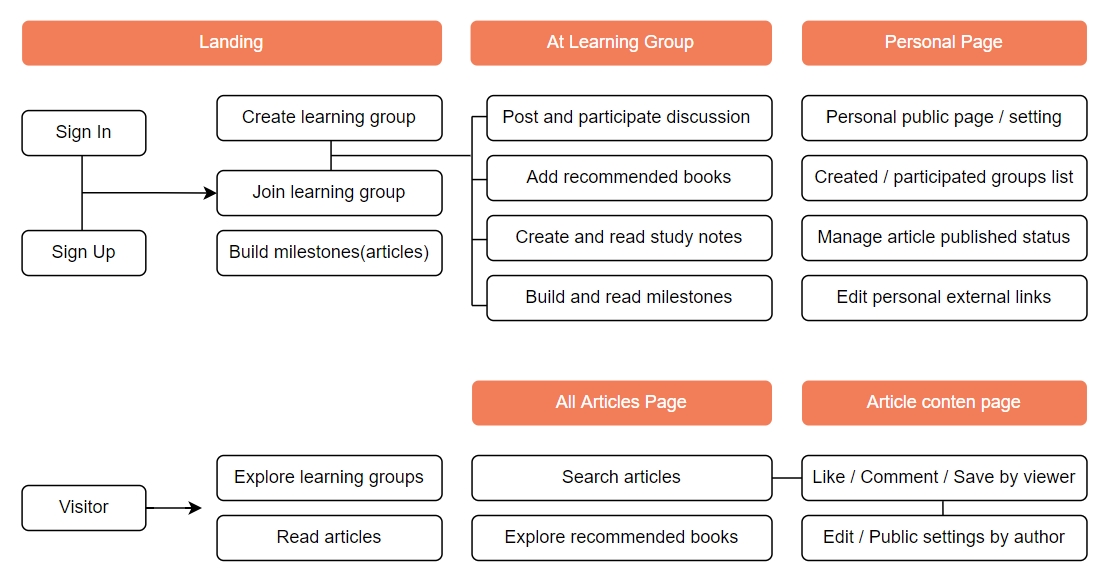 Landing
At Learning Group
Personal Page
Sign In
Sign Up
Create learning group
Join learning group
Build milestones(articles)
Post and participate discussion
Add recommended books
Create and read study notes
Build and read milestones
Personal public page / setting
Created / participated groups list
Manage article published status
Edit personal external links
All Articles Page
Article conten page
Visitor
Explore learning groups
Read articles
Search articles
Explore recommended books
Like / Comment / Save by viewer
Edit / Public settings by author